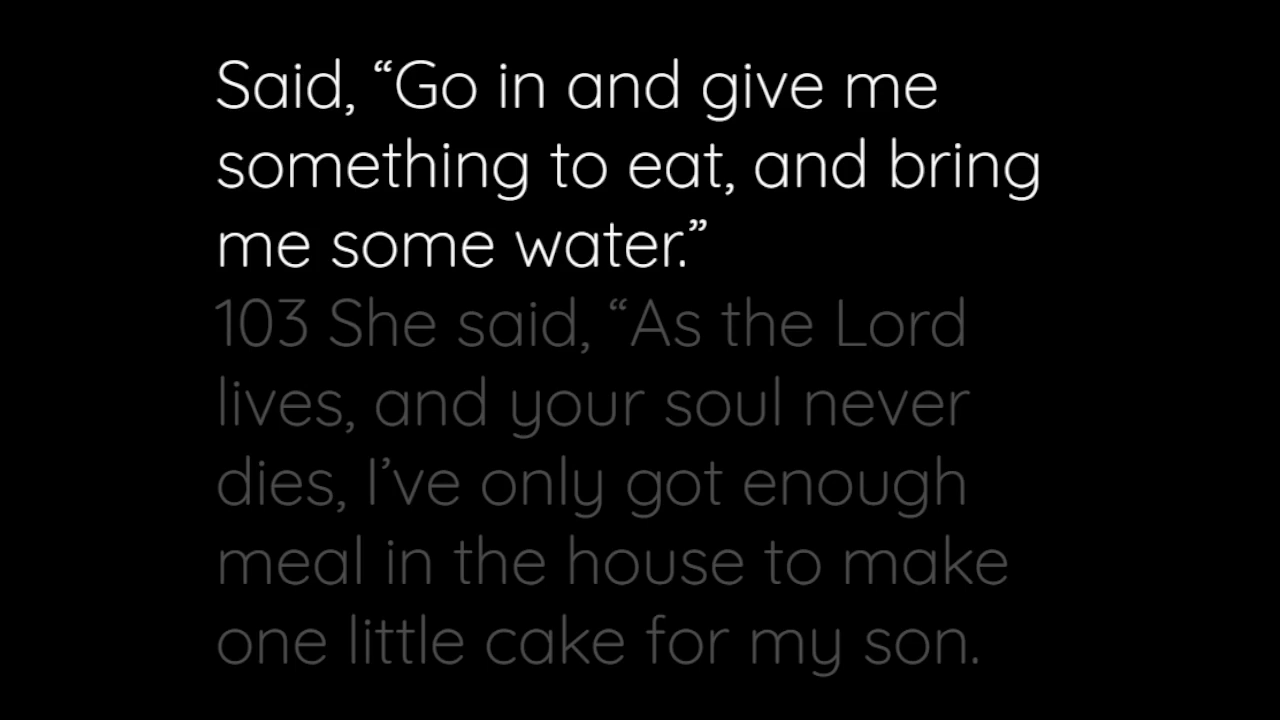 Said, “Go in and give me
something to eat, and bring
me some water.”
103 She said, “As the Lord
lives, and your soul never
dies, I’ve only got enough
meal in the house to make
one little cake for my son.